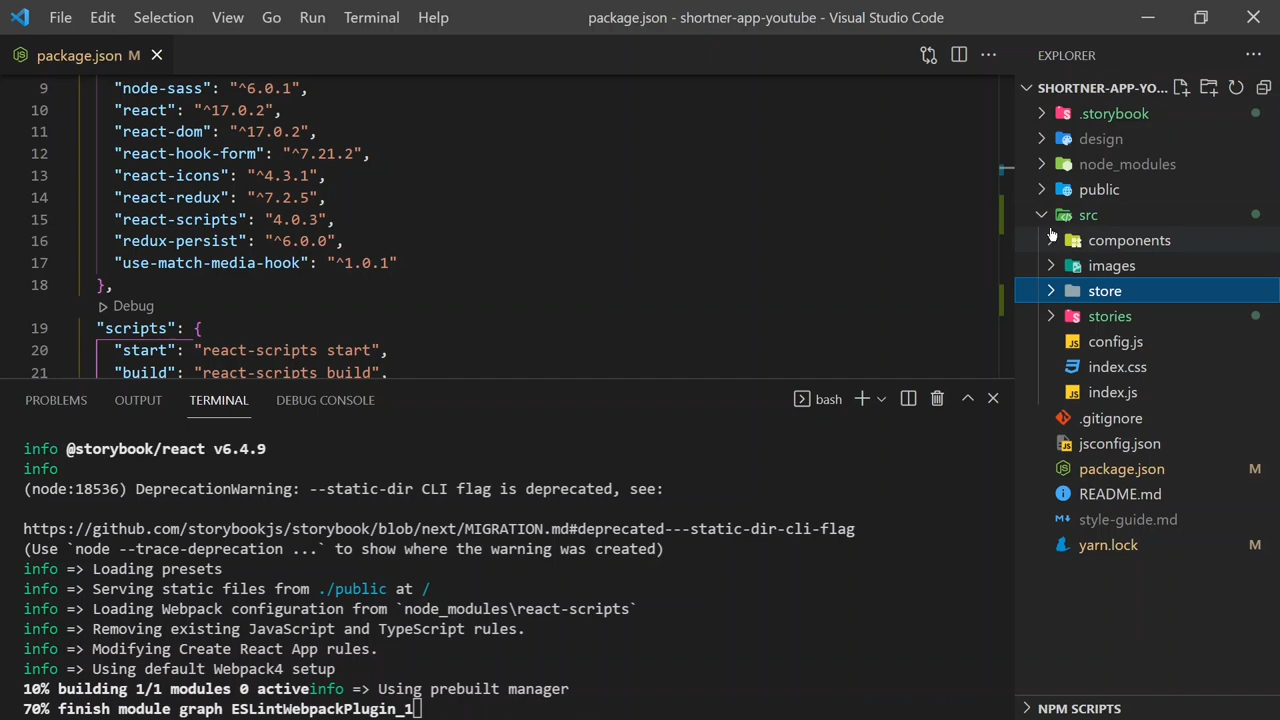 File Edit Selection View Go Run Terminal Help
package.json - shortner-app-youtube - Visual Studio Code
package.json M
9 "node-sass": "^6.0.1",
10 "react": "^17.0.2",
11 "react-dom": "^17.0.2",
12 "react-hook-form": "^7.21.2",
13 "react-icons": "^4.3.1",
14 "react-redux": "^7.2.5",
15 "react-scripts": "4.0.3",
16 "redux-persist": "^6.0.0",
17 "use-match-media-hook": "^1.0.1"
18 },
Debug
19 "scripts": {
20 "start": "react-scripts start",
21 "build": "react-scripts build",
PROBLEMS OUTPUT TERMINAL DEBUG CONSOLE
bash
info @storybook/react v6.4.9
info
(node:18536) DeprecationWarning: --static-dir CLI flag is deprecated, see:
https://github.com/storybookjs/storybook/blob/next/MIGRATION.md#deprecated---static-dir-cli-flag
(Use `node --trace-deprecation ...` to show where the warning was created)
info => Loading presets
info => Serving static files from ./public at /
info => Loading Webpack configuration from `node_modules\react-scripts`
info => Removing existing JavaScript and TypeScript rules.
info => Modifying Create React App rules.
info => Using default Webpack4 setup
10% building 1/1 modules 0 activeinfo => Using prebuilt manager
70% finish module graph ESLintWebpackPlugin_1
EXPLORER
SHORTNER-APP-YO...
.storybook
design
node_modules
public
src
components
images
store
stories
config.js
index.css
index.js
.gitignore
jsconfig.json
package.json M
README.md
style-guide.md
yarn.lock M
NPM SCRIPTS